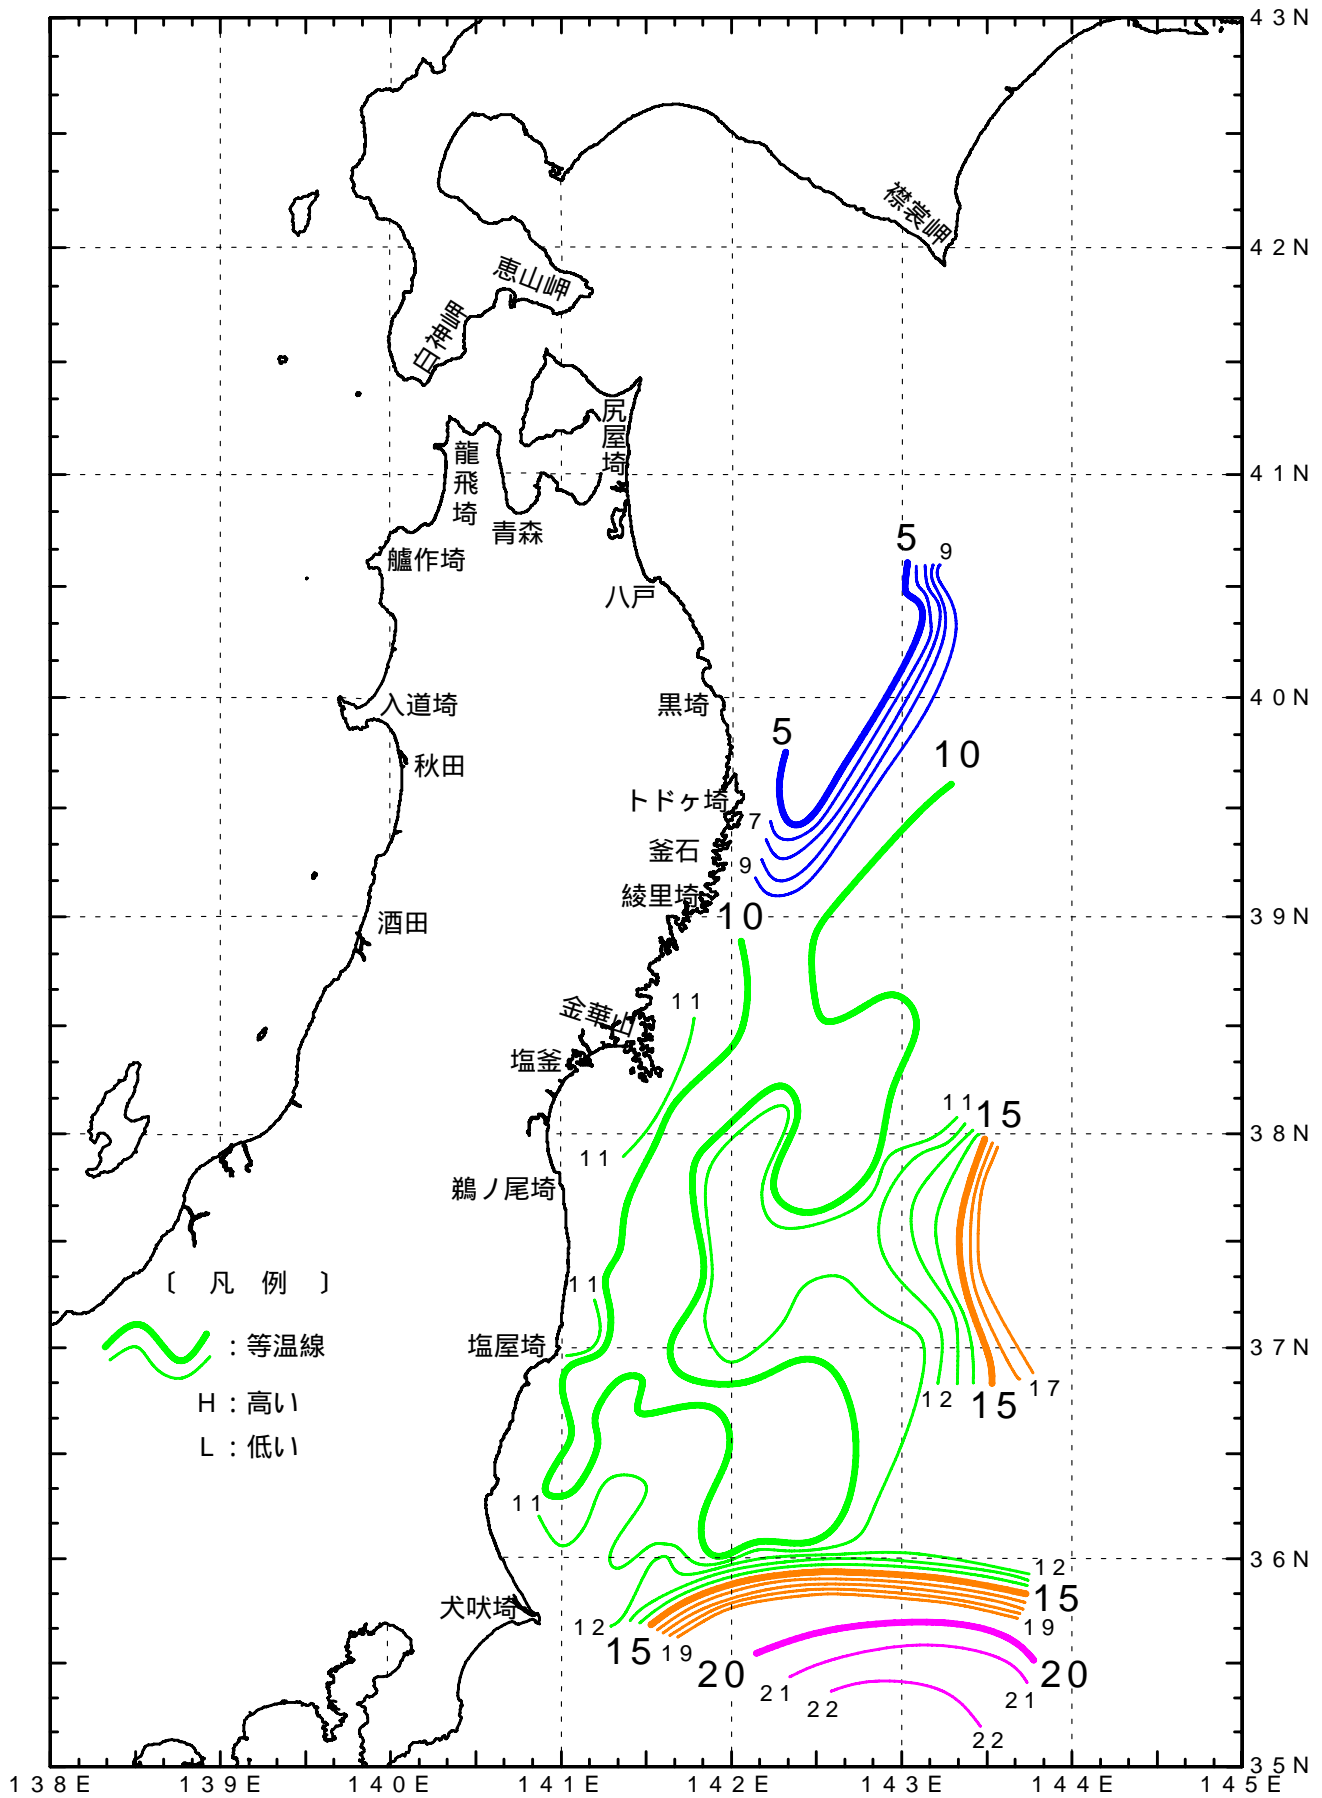 43N
襟裳岬
42N
恵山岬
白神岬
尻屋埼
龍飛埼
41N
青森
5
9
艫作埼
八戸
入道埼
黒埼
40N
5
10
秋田
トドヶ埼
7
釜石
9
綾里埼
10
39N
酒田
11
金華山
塩釜
11
15
38N
11
鵜ノ尾埼
〔 凡 例 〕
11
:等温線
塩屋埼
37N
12
15
17
H:高い
L:低い
11
36N
12
15
犬吠埼
12
15
19
19
20
20
21
21
22
22
35N
138E
139E
140E
141E
142E
143E
144E
145E